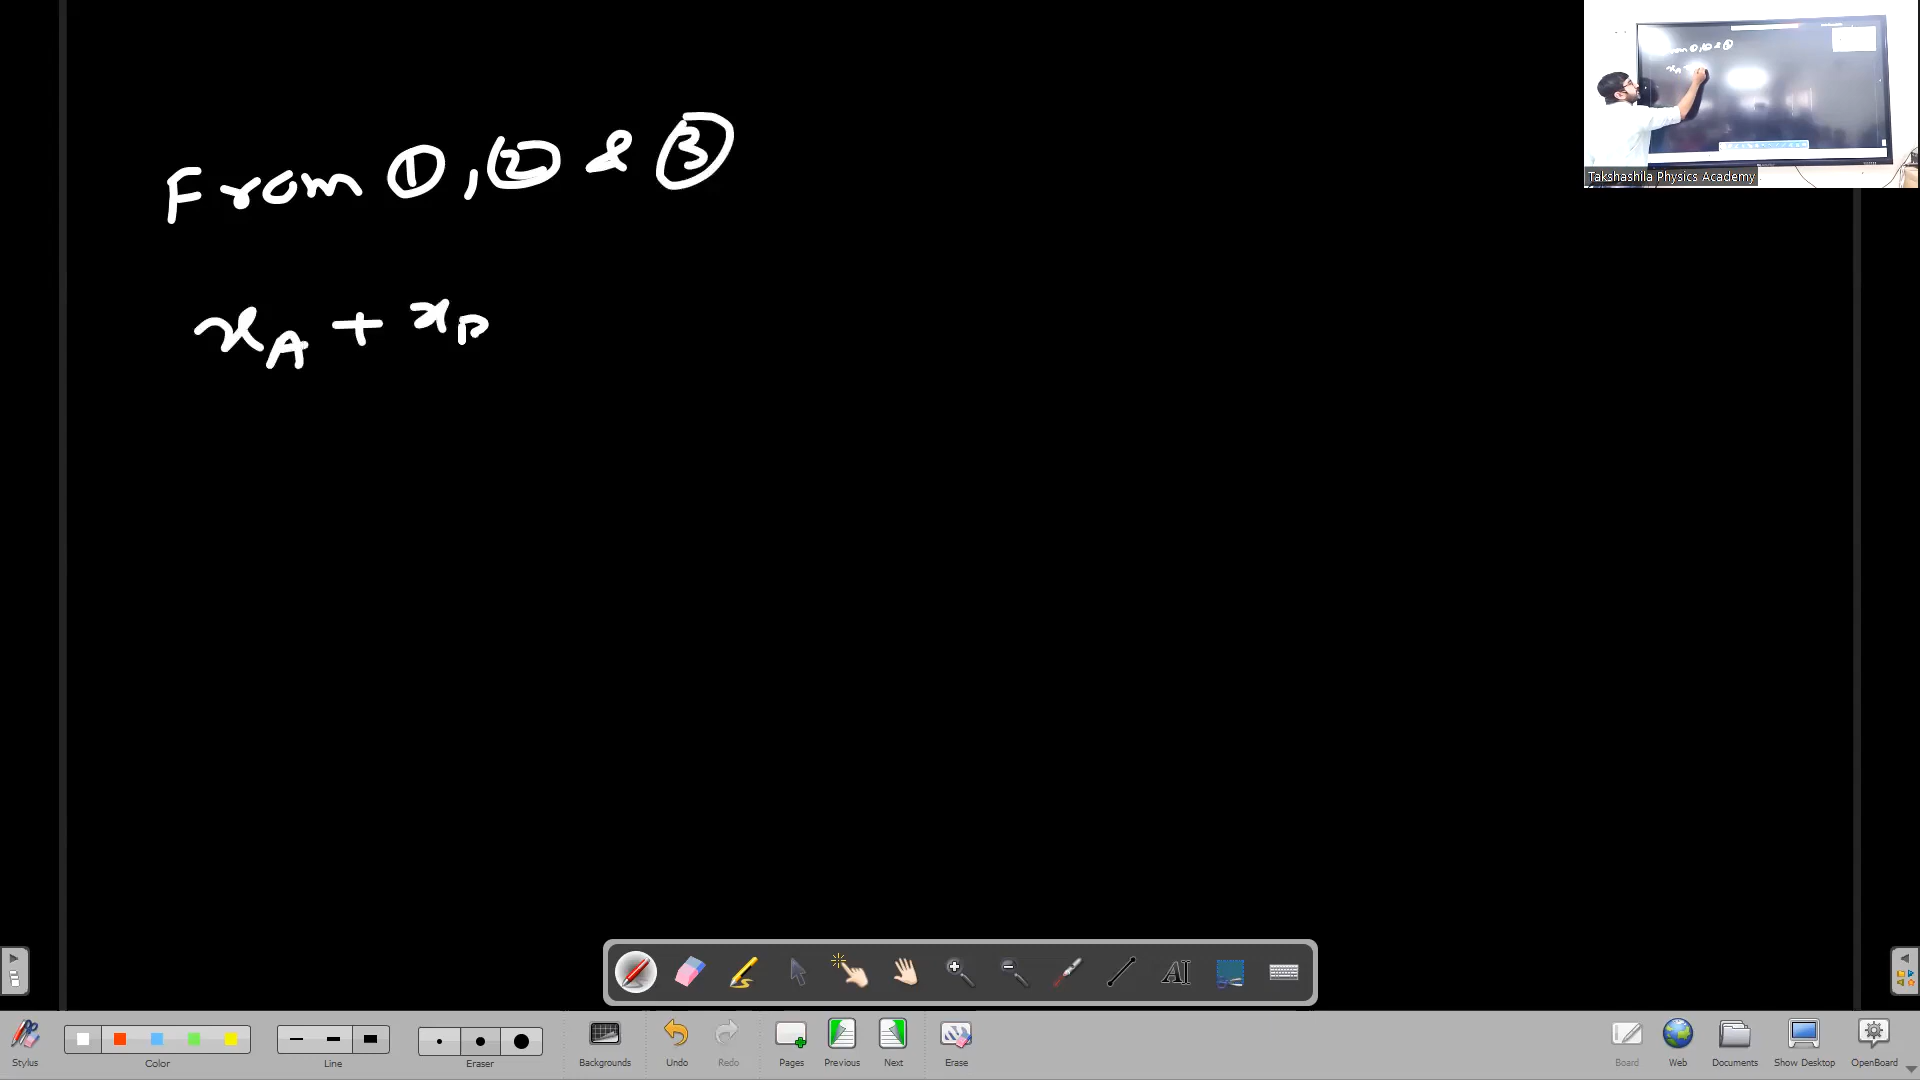 Takshashila Physics Academy
From ①, ② & ③
x_A + x
Stylus
Color
Line
Eraser
Backgrounds
Undo
Redo
Pages
Previous
Next
Erase
Board
Web
Documents
Show Desktop
OpenBoard